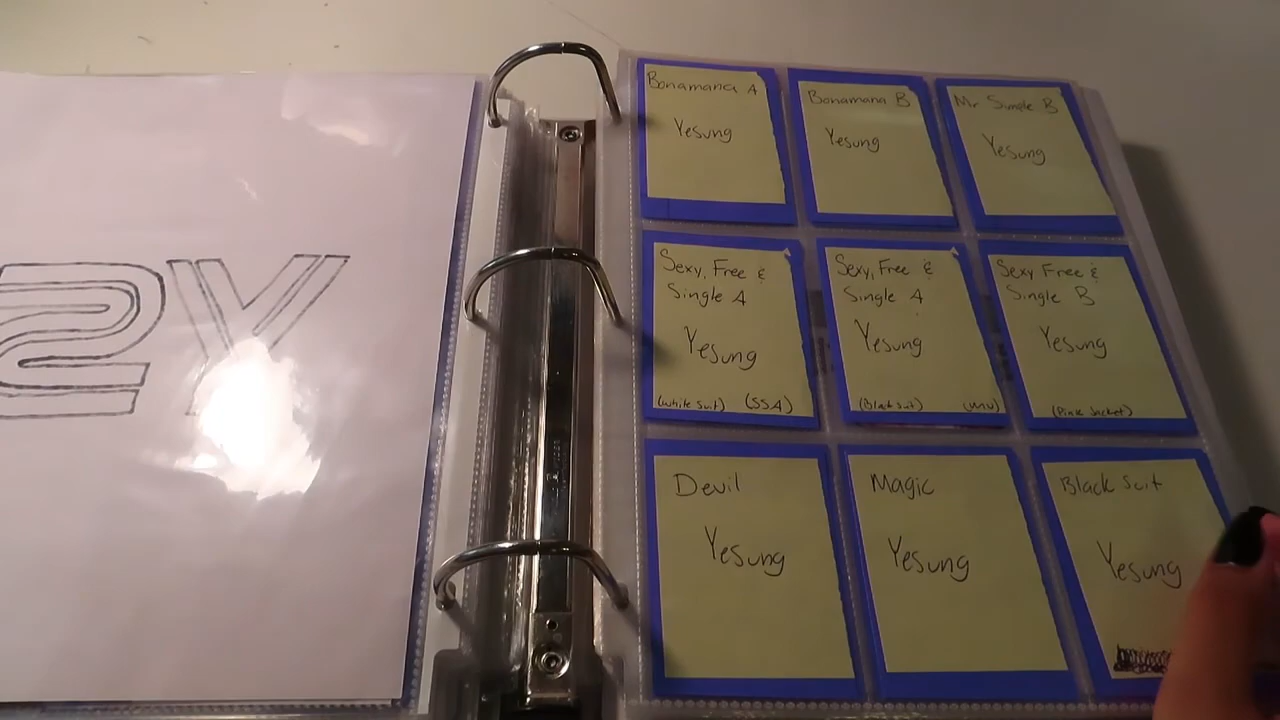 2Y
Bonamana A
Yesung
Bonamana B
Yesung
Mr Simple B
Yesung
Sexy, Free &
Single A
Yesung
(White Suit) (SSA)
Sexy, Free &
Single A
Yesung
(Black Suit) (MU)
Sexy Free &
Single B
Yesung
(Pink Jacket)
Devil
Yesung
Magic
Yesung
Black Suit
Yesung